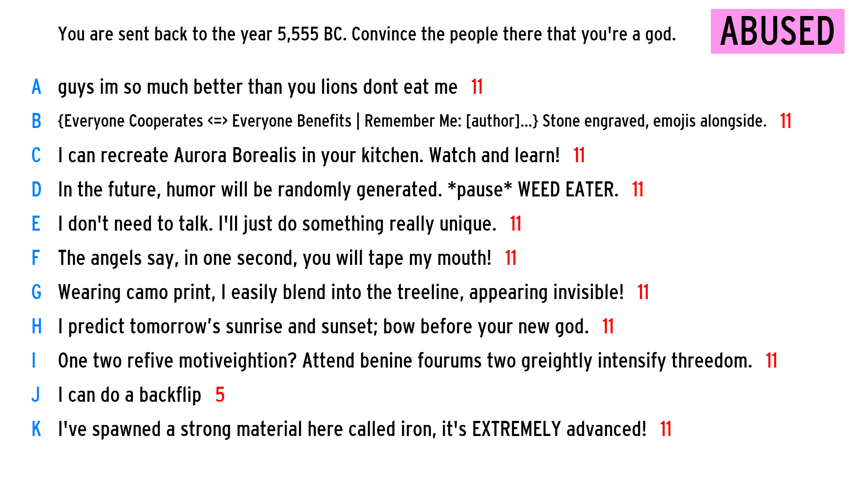 You are sent back to the year 5,555 BC. Convince the people there that you're a god. ABUSED
A guys im so much better than you lions dont eat me 11
B {Everyone Cooperates <=> Everyone Benefits | Remember Me: [author]...} Stone engraved, emojis alongside. 11
C I can recreate Aurora Borealis in your kitchen. Watch and learn! 11
D In the future, humor will be randomly generated. *pause* WEED EATER. 11
E I don't need to talk. I'll just do something really unique. 11
F The angels say, in one second, you will tape my mouth! 11
G Wearing camo print, I easily blend into the treeline, appearing invisible! 11
H I predict tomorrow’s sunrise and sunset; bow before your new god. 11
I One two refive motiveightion? Attend benine fourums two greightly intensify threedom. 11
J I can do a backflip 5
K I've spawned a strong material here called iron, it's EXTREMELY advanced! 11